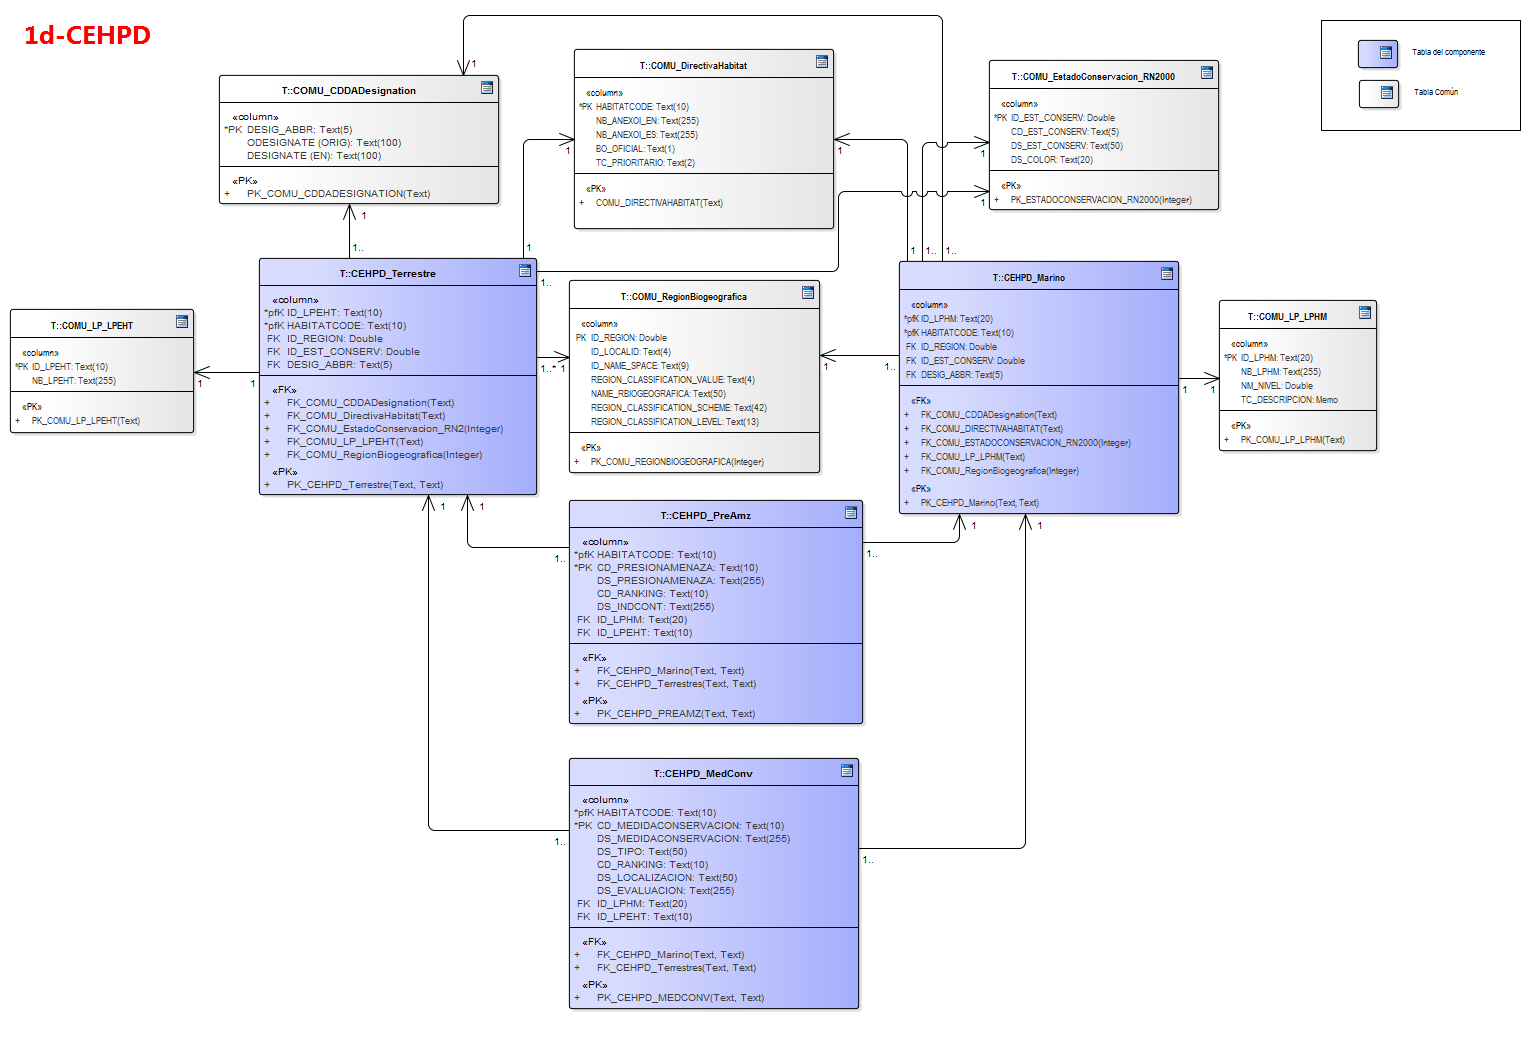 1d-CEHPD
Tabla del componente
Tabla Común
T::COMU_CDDADesignation
«column»
*PK DESIG_ABBR: Text(5)
ODESIGNATE (ORIG): Text(100)
DESIGNATE (EN): Text(100)
«PK»
+ PK_COMU_CDDADESIGNATION(Text)
T::COMU_DirectivaHabitat
«column»
*PK HABITATCODE: Text(10)
NB_ANEXOI_EN: Text(255)
NB_ANEXOI_ES: Text(255)
BO_OFICIAL: Text(1)
TC_PRIORITARIO: Text(2)
«PK»
+ COMU_DIRECTIVAHABITAT(Text)
T::COMU_EstadoConservacion_RN2000
«column»
*PK ID_EST_CONSERV: Double
CD_EST_CONSERV: Text(5)
DS_EST_CONSERV: Text(50)
DS_COLOR: Text(20)
«PK»
+ PK_ESTADOCONSERVACION_RN2000(Integer)
1
1
1
1
1
1
1..
1
1
1..
1..
1..
T::COMU_LP_LPEHT
«column»
*PK ID_LPEHT: Text(10)
NB_LPEHT: Text(255)
«PK»
+ PK_COMU_LP_LPEHT(Text)
1
1
T::CEHPD_Terrestre
«column»
*pfK ID_LPEHT: Text(10)
*pfK HABITATCODE: Text(10)
FK ID_REGION: Double
FK ID_EST_CONSERV: Double
FK DESIG_ABBR: Text(5)
«FK»
+ FK_COMU_CDDADesignation(Text)
+ FK_COMU_DirectivaHabitat(Text)
+ FK_COMU_EstadoConservacion_RN2(Integer)
+ FK_COMU_LP_LPEHT(Text)
+ FK_COMU_RegionBiogeografica(Integer)
«PK»
+ PK_CEHPD_Terrestre(Text, Text)
1..*
1
T::COMU_RegionBiogeografica
«column»
PK ID_REGION: Double
ID_LOCALID: Text(4)
ID_NAME_SPACE: Text(9)
REGION_CLASSIFICATION_VALUE: Text(4)
NAME_RBIOGEOGRAFICA: Text(50)
REGION_CLASSIFICATION_SCHEME: Text(42)
REGION_CLASSIFICATION_LEVEL: Text(13)
«PK»
+ PK_COMU_REGIONBIOGEOGRAFICA(Integer)
1
1..
T::CEHPD_Marino
«column»
*pfK ID_LPHM: Text(20)
*pfK HABITATCODE: Text(10)
FK ID_REGION: Double
FK ID_EST_CONSERV: Double
FK DESIG_ABBR: Text(5)
«FK»
+ FK_COMU_CDDADesignation(Text)
+ FK_COMU_DIRECTIVAHABITAT(Text)
+ FK_COMU_ESTADOCONSERVACION_RN2000(Integer)
+ FK_COMU_LP_LPHM(Text)
+ FK_COMU_RegionBiogeografica(Integer)
«PK»
+ PK_CEHPD_Marino(Text, Text)
1
1
T::COMU_LP_LPHM
«column»
*PK ID_LPHM: Text(20)
NB_LPHM: Text(255)
NM_NIVEL: Double
TC_DESCRIPCION: Memo
«PK»
+ PK_COMU_LP_LPHM(Text)
1
1
1
1
T::CEHPD_PreAmz
«column»
*pfK HABITATCODE: Text(10)
*PK CD_PRESIONAMENAZA: Text(10)
DS_PRESIONAMENAZA: Text(255)
CD_RANKING: Text(10)
DS_INDCONT: Text(255)
FK ID_LPHM: Text(20)
FK ID_LPEHT: Text(10)
«FK»
+ FK_CEHPD_Marino(Text, Text)
+ FK_CEHPD_Terrestres(Text, Text)
«PK»
+ PK_CEHPD_PREAMZ(Text, Text)
1..
1..
T::CEHPD_MedConv
«column»
*pfK HABITATCODE: Text(10)
*PK CD_MEDIDACONSERVACION: Text(10)
DS_MEDIDACONSERVACION: Text(255)
DS_TIPO: Text(50)
CD_RANKING: Text(10)
DS_LOCALIZACION: Text(50)
DS_EVALUACION: Text(255)
FK ID_LPHM: Text(20)
FK ID_LPEHT: Text(10)
«FK»
+ FK_CEHPD_Marino(Text, Text)
+ FK_CEHPD_Terrestres(Text, Text)
«PK»
+ PK_CEHPD_MEDCONV(Text, Text)
1..
1..